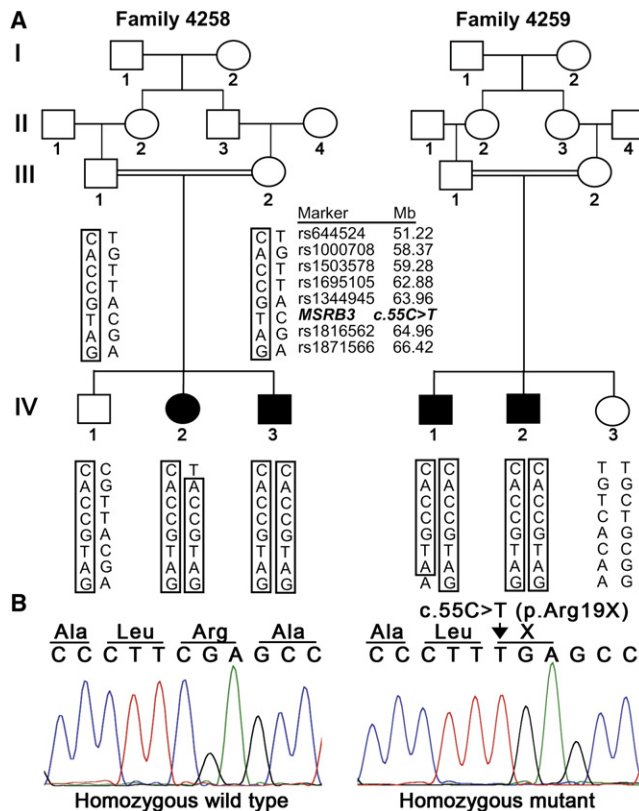 A
Family 4258
Family 4259
I
1 2 1 2
II
1 2 3 4 1 2 3 4
III
1 2 1 2
Marker Mb
rs644524 51.22
rs1000708 58.37
rs1503578 59.28
rs1695105 62.88
rs1344945 63.96
MSRB3 c.55C>T
rs1816562 64.96
rs1871566 66.42
C T C T
A G A G
C T C T
C T C T
G A G A
T C T C
A G A G
G A G A
IV
1 2 3 1 2 3
C C C T C C C C C C T T
A G A A A A A A A A G G
C T C C C C C C C C T C
C T C C C C C C C C C T
G A G G G G G G G G A G
T C T T T T T T T T C C
A G A A A A A A A A A G
G A G G G G A G G G A G
B
c.55C>T (p.Arg19X)
Ala Leu Arg Ala
C C C T T C G A G C C
Ala Leu X
C C C T T T G A G C C
Homozygous wild type
Homozygous mutant